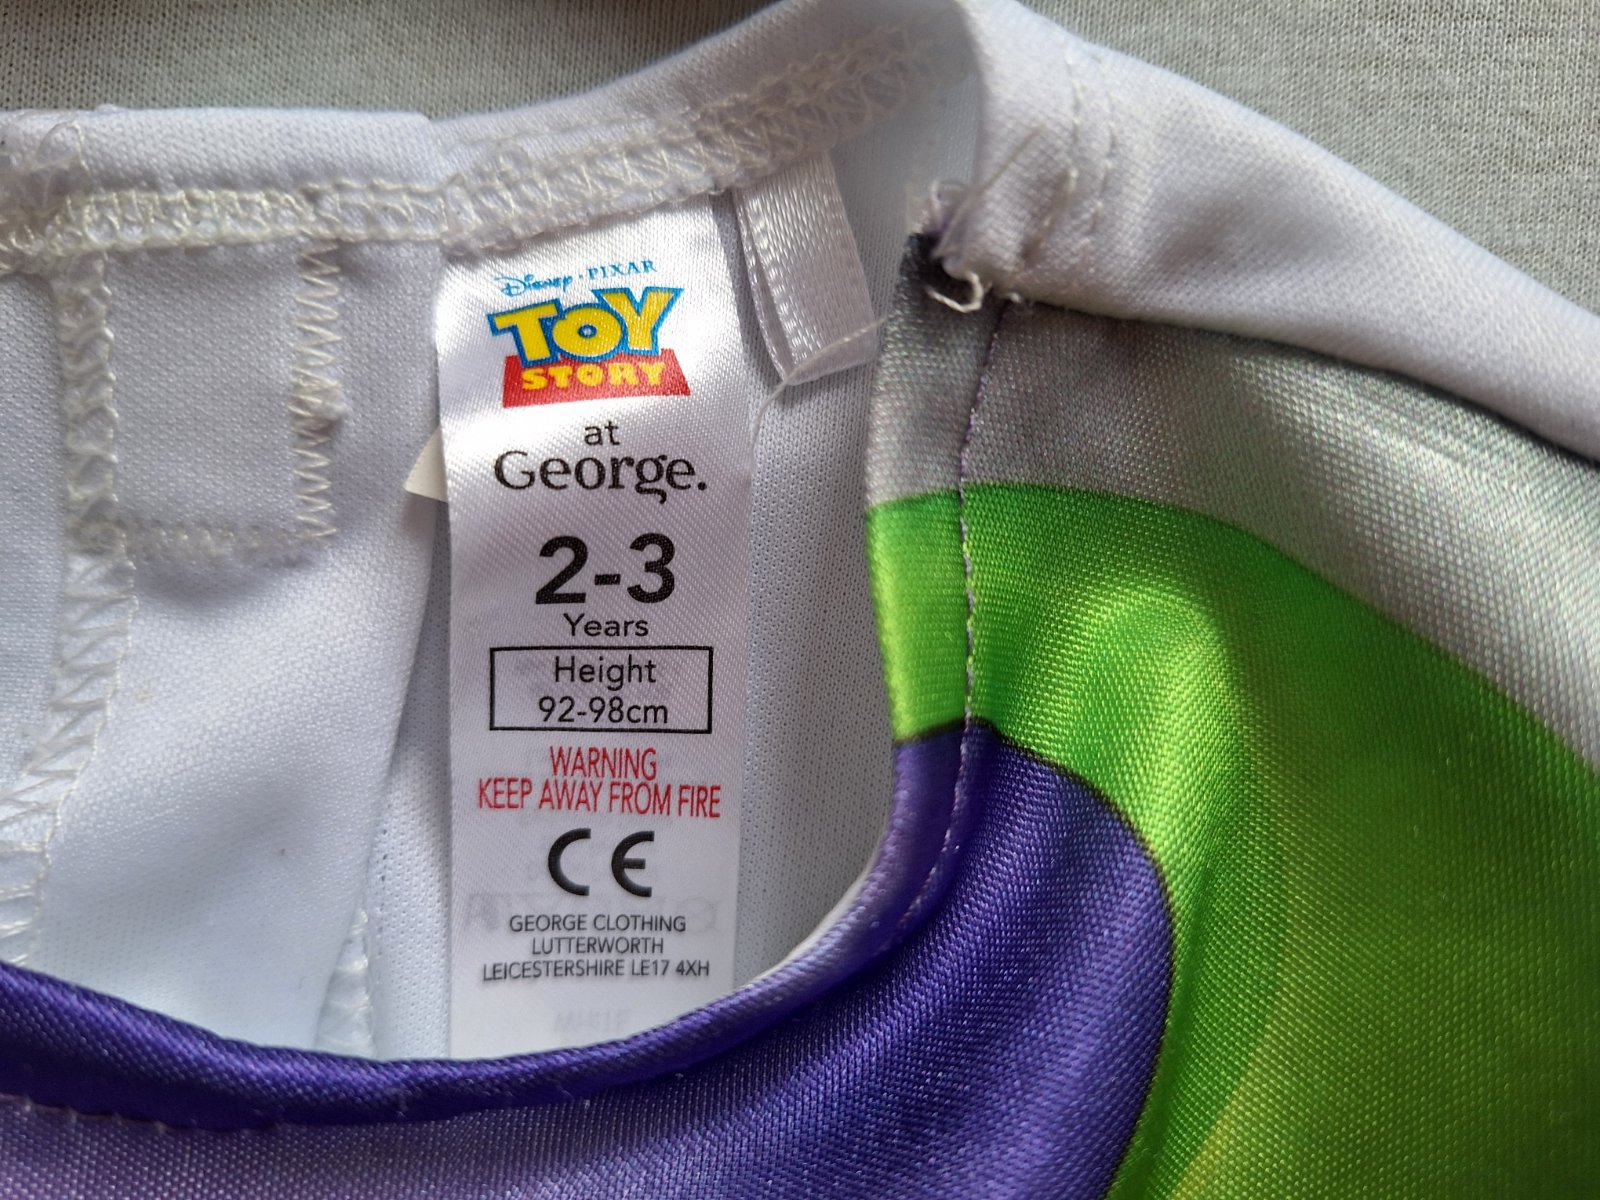 Disney · PIXAR
TOY
STORY
at
George.
2-3
Years
Height
92-98cm
WARNING
KEEP AWAY FROM FIRE
CE
GEORGE CLOTHING
LUTTERWORTH
LEICESTERSHIRE LE17 4XH